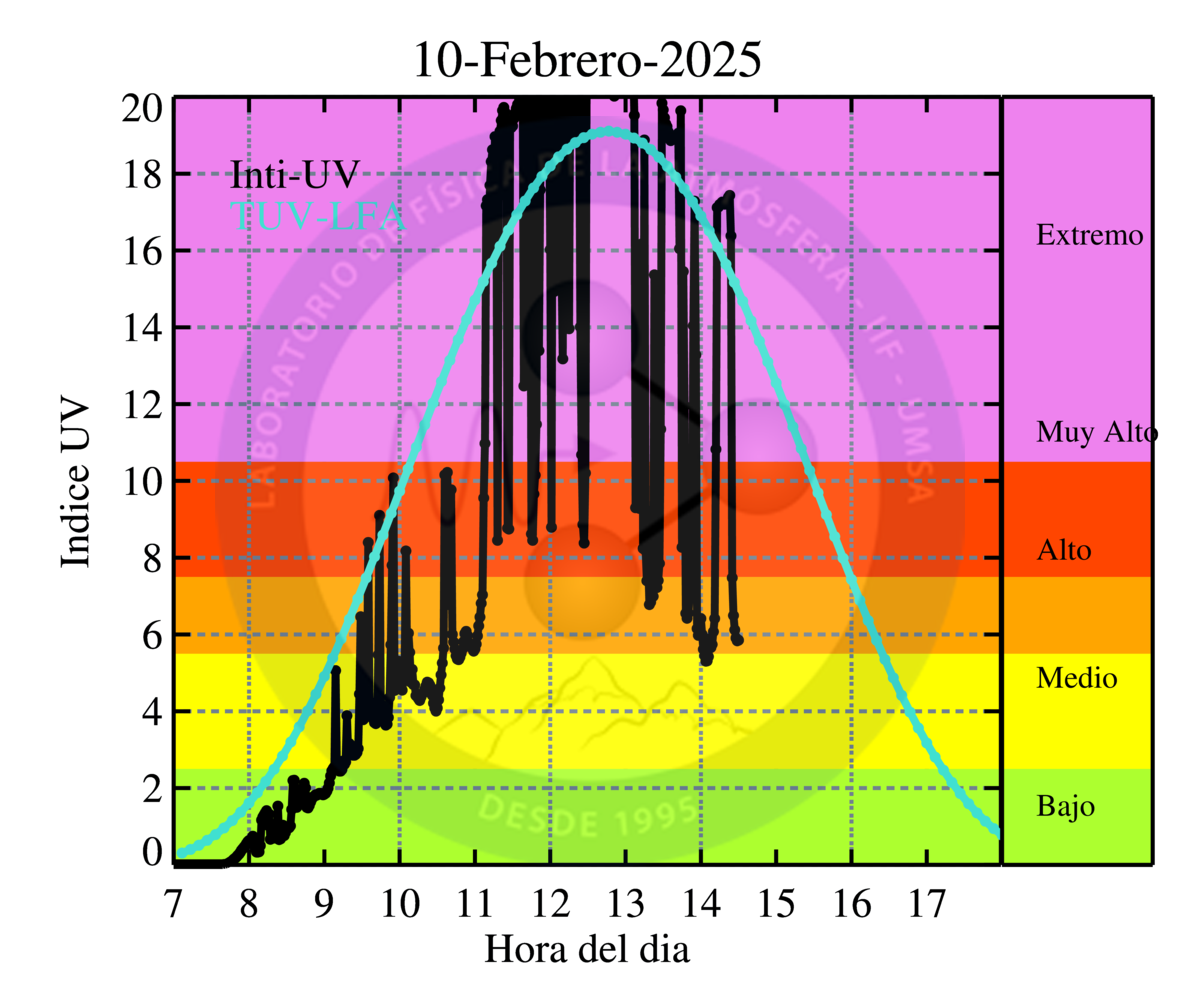 10-Febrero-2025
Indice UV
20
18
16
14
12
10
8
6
4
2
0
Inti-UV
TUV-LFA
LABORATORIO DE FÍSICA DE LA ATMÓSFERA - IIF - UMSA
DESDE 1995
Extremo
Muy Alto
Alto
Medio
Bajo
7 8 9 10 11 12 13 14 15 16 17
Hora del dia